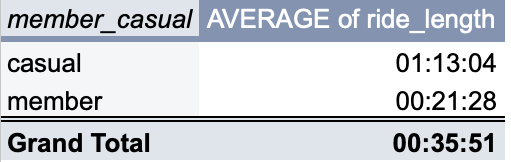 member_casual AVERAGE of ride_length
casual 01:13:04
member 00:21:28
Grand Total 00:35:51